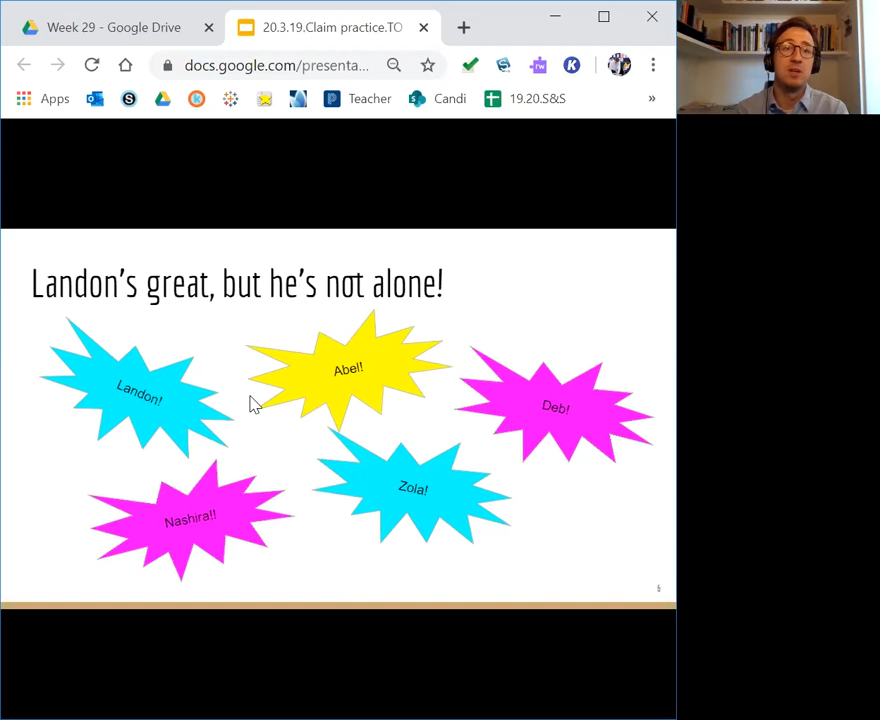 Week 29 - Google Drive
20.3.19.Claim practice.TO
docs.google.com/presenta...
Apps
Teacher
Candi
19.20.S&S
Landon's great, but he's not alone!
Landon!
Abel!
Deb!
Nashira!!
Zola!
6